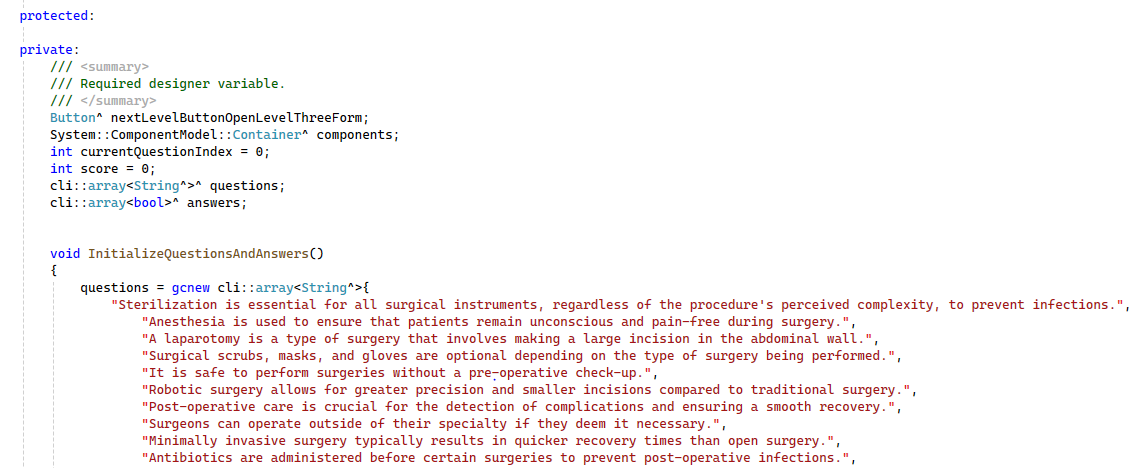 protected:
private:
/// <summary>
/// Required designer variable.
/// </summary>
Button^ nextLevelButtonOpenLevelThreeForm;
System::ComponentModel::Container^ components;
int currentQuestionIndex = 0;
int score = 0;
cli::array<String^>^ questions;
cli::array<bool>^ answers;
void InitializeQuestionsAndAnswers()
{
questions = gcnew cli::array<String^>{
"Sterilization is essential for all surgical instruments, regardless of the procedure's perceived complexity, to prevent infections.",
"Anesthesia is used to ensure that patients remain unconscious and pain-free during surgery.",
"A laparotomy is a type of surgery that involves making a large incision in the abdominal wall.",
"Surgical scrubs, masks, and gloves are optional depending on the type of surgery being performed.",
"It is safe to perform surgeries without a pre-operative check-up.",
"Robotic surgery allows for greater precision and smaller incisions compared to traditional surgery.",
"Post-operative care is crucial for the detection of complications and ensuring a smooth recovery.",
"Surgeons can operate outside of their specialty if they deem it necessary.",
"Minimally invasive surgery typically results in quicker recovery times than open surgery.",
"Antibiotics are administered before certain surgeries to prevent post-operative infections.",